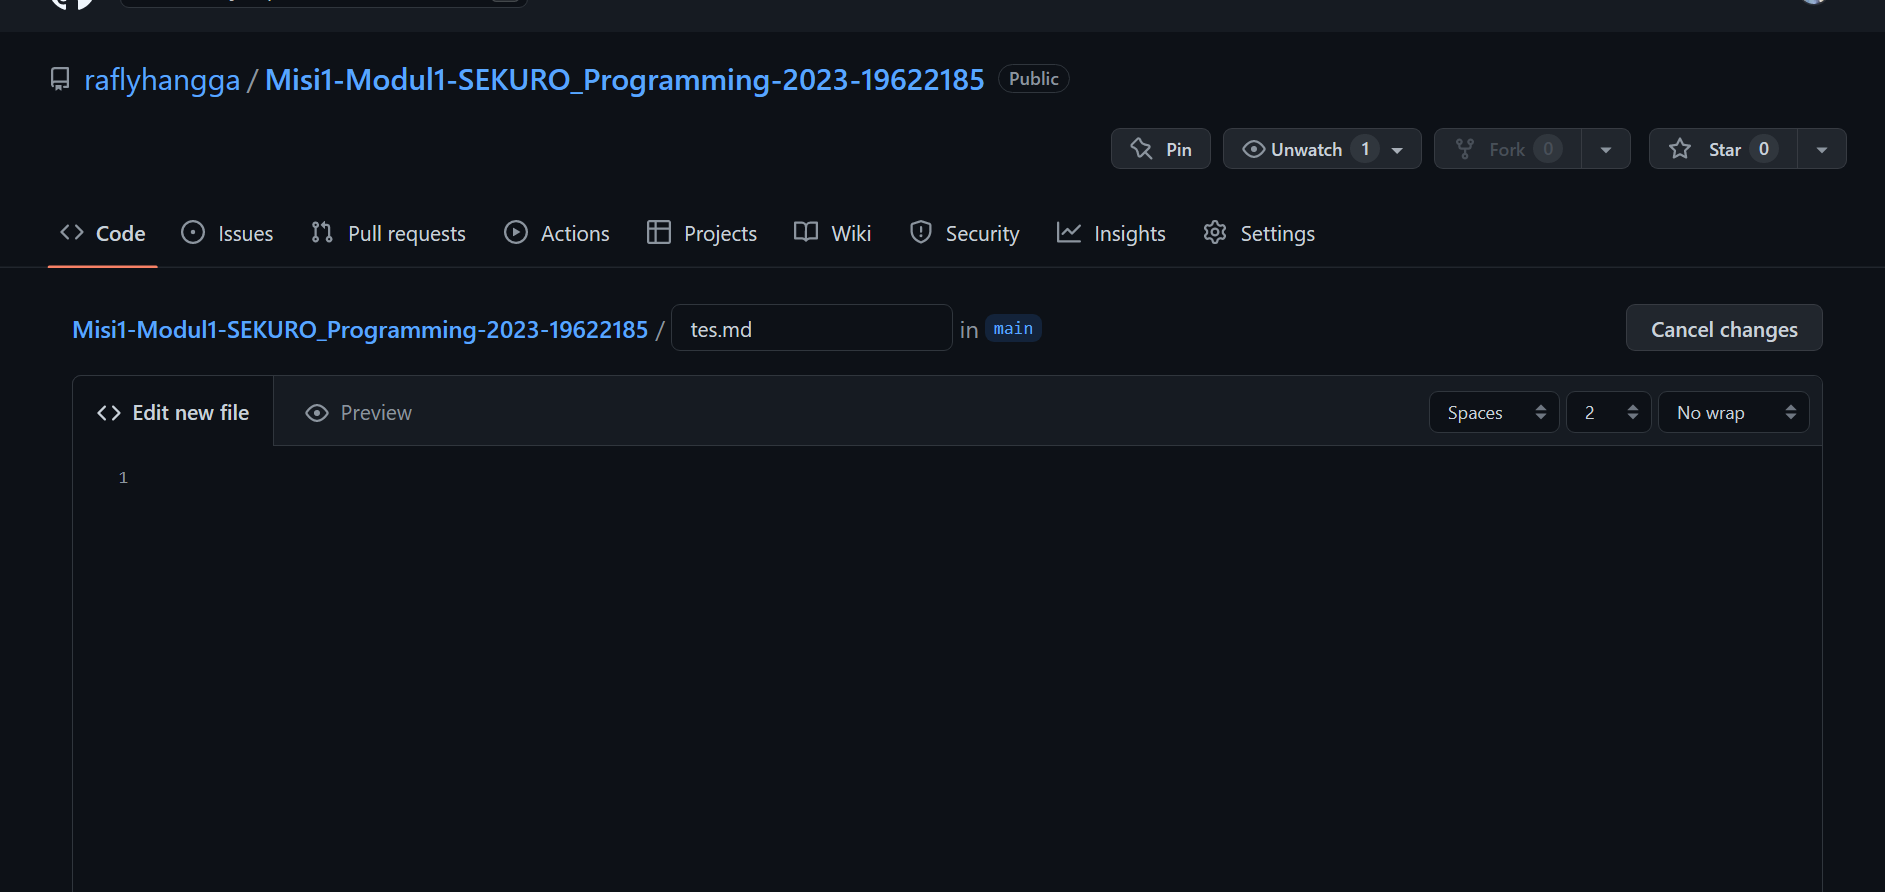 raflyhangga / Misi1-Modul1-SEKURO_Programming-2023-19622185 Public
Pin Unwatch 1 Fork 0 Star 0
Code Issues Pull requests Actions Projects Wiki Security Insights Settings
Misi1-Modul1-SEKURO_Programming-2023-19622185 / tes.md in main Cancel changes
Edit new file Preview Spaces 2 No wrap
1